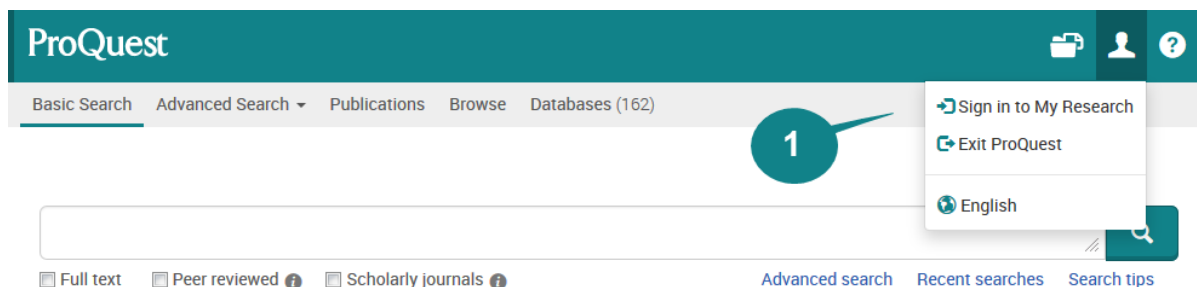 ProQuest
Basic Search Advanced Search Publications Browse Databases (162)
1
Sign in to My Research
Exit ProQuest
English
Full text Peer reviewed Scholarly journals Advanced search Recent searches Search tips